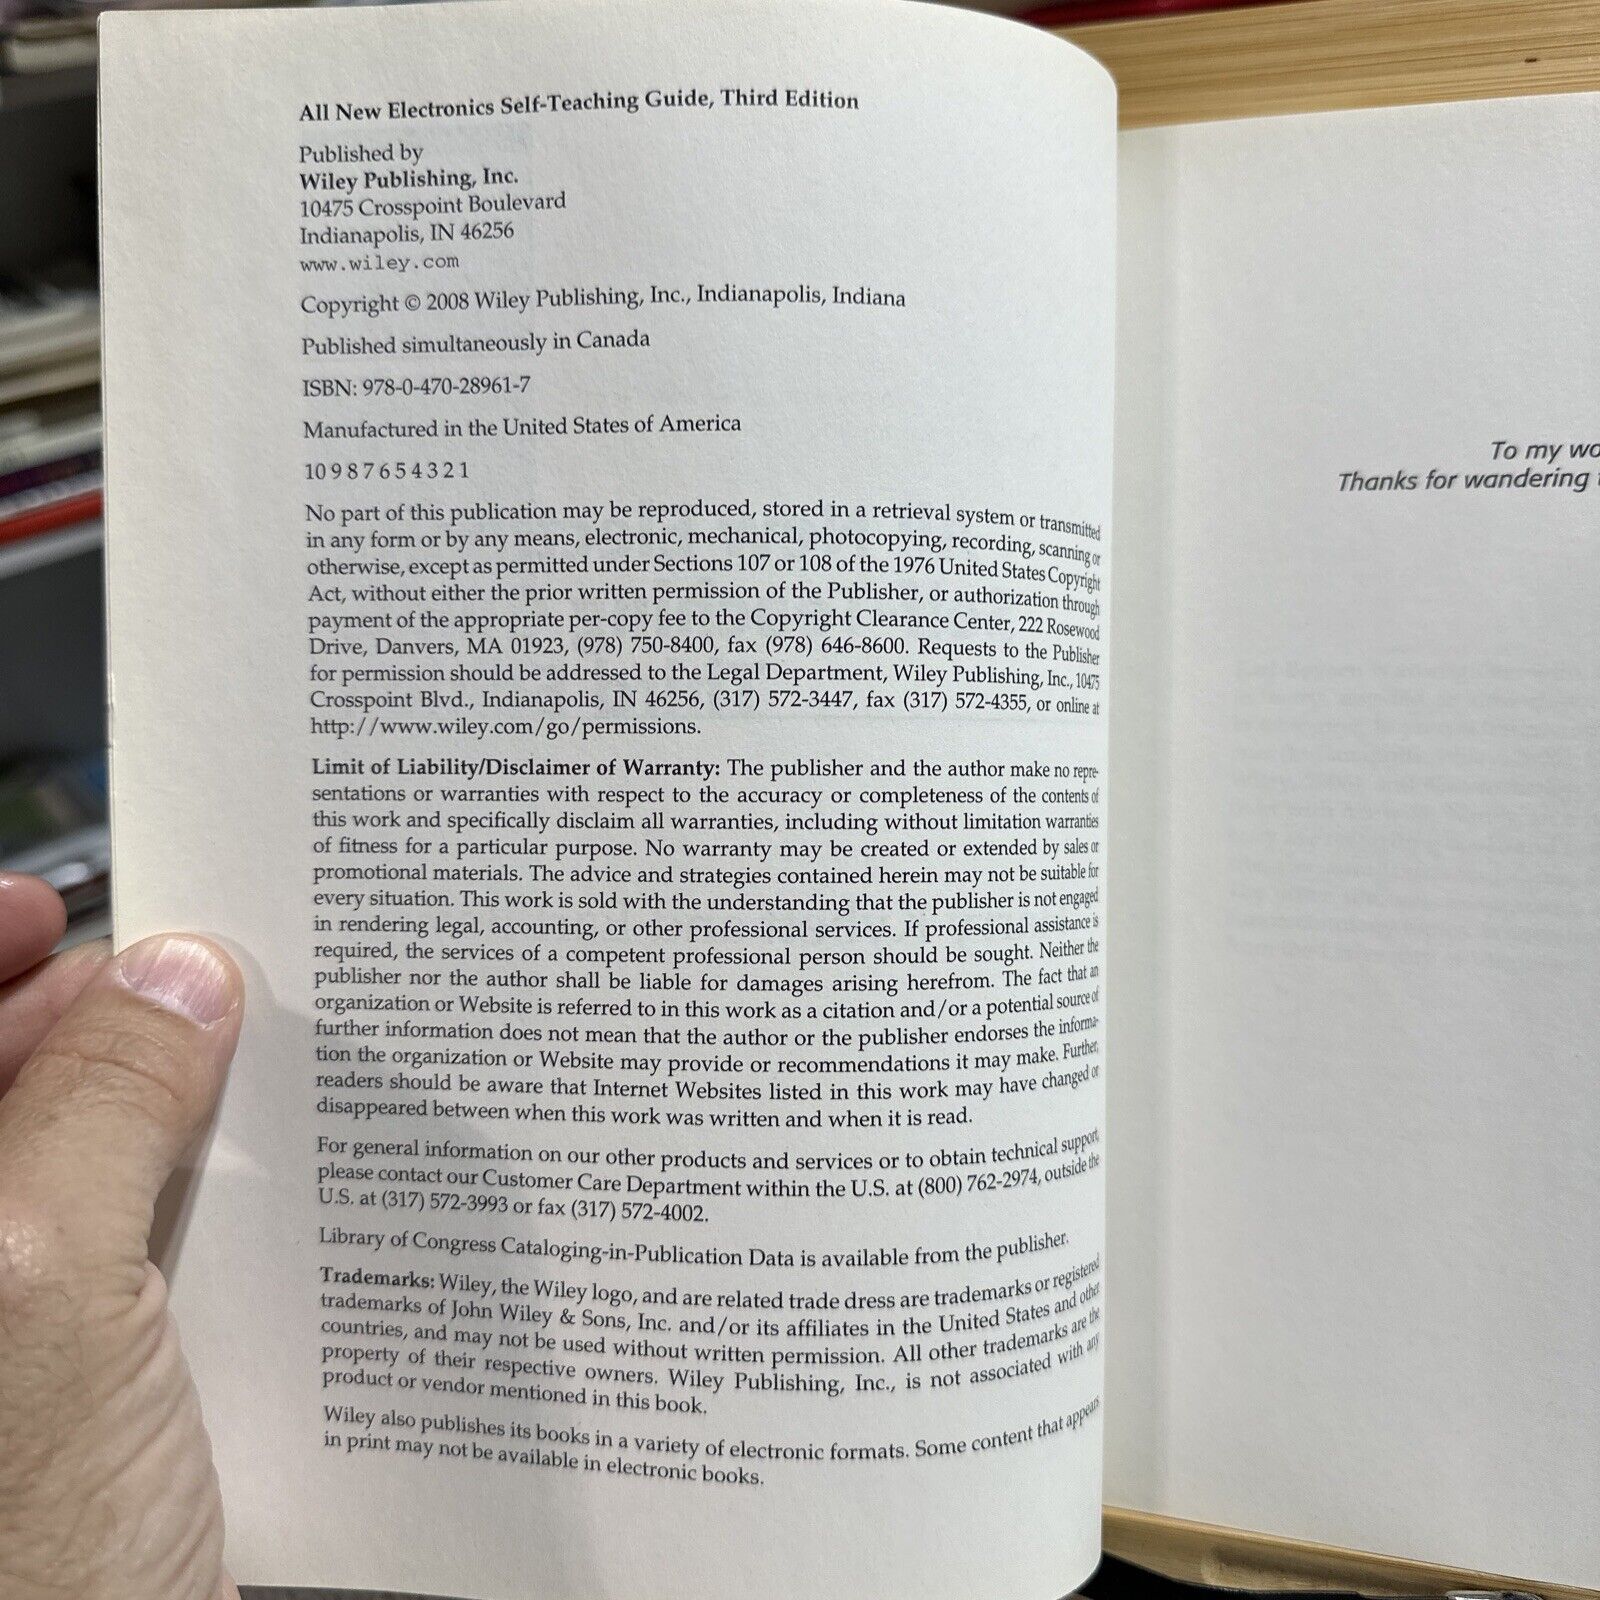 All New Electronics Self-Teaching Guide, Third Edition
Published by
Wiley Publishing, Inc.
10475 Crosspoint Boulevard
Indianapolis, IN 46256
www.wiley.com
Copyright © 2008 Wiley Publishing, Inc., Indianapolis, Indiana
Published simultaneously in Canada
ISBN: 978-0-470-28961-7
Manufactured in the United States of America
10 9 8 7 6 5 4 3 2 1
No part of this publication may be reproduced, stored in a retrieval system or transmitted
in any form or by any means, electronic, mechanical, photocopying, recording, scanning or
otherwise, except as permitted under Sections 107 or 108 of the 1976 United States Copyright
Act, without either the prior written permission of the Publisher, or authorization through
payment of the appropriate per-copy fee to the Copyright Clearance Center, 222 Rosewood
Drive, Danvers, MA 01923, (978) 750-8400, fax (978) 646-8600. Requests to the Publisher
for permission should be addressed to the Legal Department, Wiley Publishing, Inc., 10475
Crosspoint Blvd., Indianapolis, IN 46256, (317) 572-3447, fax (317) 572-4355, or online at
http://www.wiley.com/go/permissions.
Limit of Liability/Disclaimer of Warranty: The publisher and the author make no repre-
sentations or warranties with respect to the accuracy or completeness of the contents of
this work and specifically disclaim all warranties, including without limitation warranties
of fitness for a particular purpose. No warranty may be created or extended by sales or
promotional materials. The advice and strategies contained herein may not be suitable for
every situation. This work is sold with the understanding that the publisher is not engaged
in rendering legal, accounting, or other professional services. If professional assistance is
required, the services of a competent professional person should be sought. Neither the
publisher nor the author shall be liable for damages arising herefrom. The fact that an
organization or Website is referred to in this work as a citation and/or a potential source of
further information does not mean that the author or the publisher endorses the informa-
tion the organization or Website may provide or recommendations it may make. Further,
readers should be aware that Internet Websites listed in this work may have changed or
disappeared between when this work was written and when it is read.
For general information on our other products and services or to obtain technical support,
please contact our Customer Care Department within the U.S. at (800) 762-2974, outside the
U.S. at (317) 572-3993 or fax (317) 572-4002.
Library of Congress Cataloging-in-Publication Data is available from the publisher.
Trademarks: Wiley, the Wiley logo, and are related trade dress are trademarks or registered
trademarks of John Wiley & Sons, Inc. and/or its affiliates in the United States and other
countries, and may not be used without written permission. All other trademarks are the
property of their respective owners. Wiley Publishing, Inc., is not associated with any
product or vendor mentioned in this book.
Wiley also publishes its books in a variety of electronic formats. Some content that appears
in print may not be available in electronic books.
To my wo
Thanks for wandering t